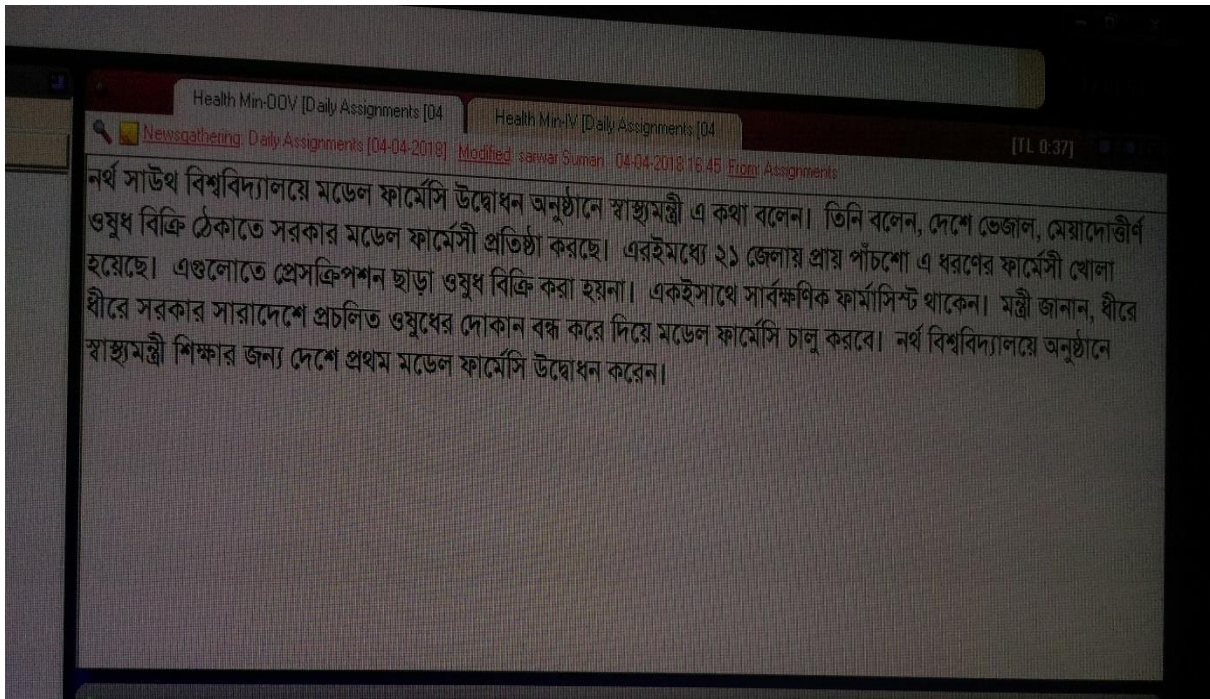 Health Min-OOV [Daily Assignments [04
Health Min-IV [Daily Assignments [04
[TL 0:37]
Newsgathering: Daily Assignments [04-04-2018] Modified: sarwar Suman 04-04-2018 16:45 From: Assignments
নর্থ সাউথ বিশ্ববিদ্যালয়ে মডেল ফার্মেসি উদ্বোধন অনুষ্ঠানে স্বাস্থ্যমন্ত্রী এ কথা বলেন। তিনি বলেন, দেশে ভেজাল, মেয়াদোত্তীর্ণ
ওষুধ বিক্রি ঠেকাতে সরকার মডেল ফার্মেসী প্রতিষ্ঠা করছে। এরইমধ্যে ২১ জেলায় প্রায় পাঁচশো এ ধরণের ফার্মেসী খোলা
হয়েছে। এগুলোতে প্রেসক্রিপশন ছাড়া ওষুধ বিক্রি করা হয়না। একইসাথে সার্বক্ষণিক ফার্মাসিস্ট থাকেন। মন্ত্রী জানান, ধীরে
ধীরে সরকার সারাদেশে প্রচলিত ওষুধের দোকান বন্ধ করে দিয়ে মডেল ফার্মেসি চালু করবে। নর্থ বিশ্ববিদ্যালয়ে অনুষ্ঠানে
স্বাস্থ্যমন্ত্রী শিক্ষার জন্য দেশে প্রথম মডেল ফার্মেসি উদ্বোধন করেন।